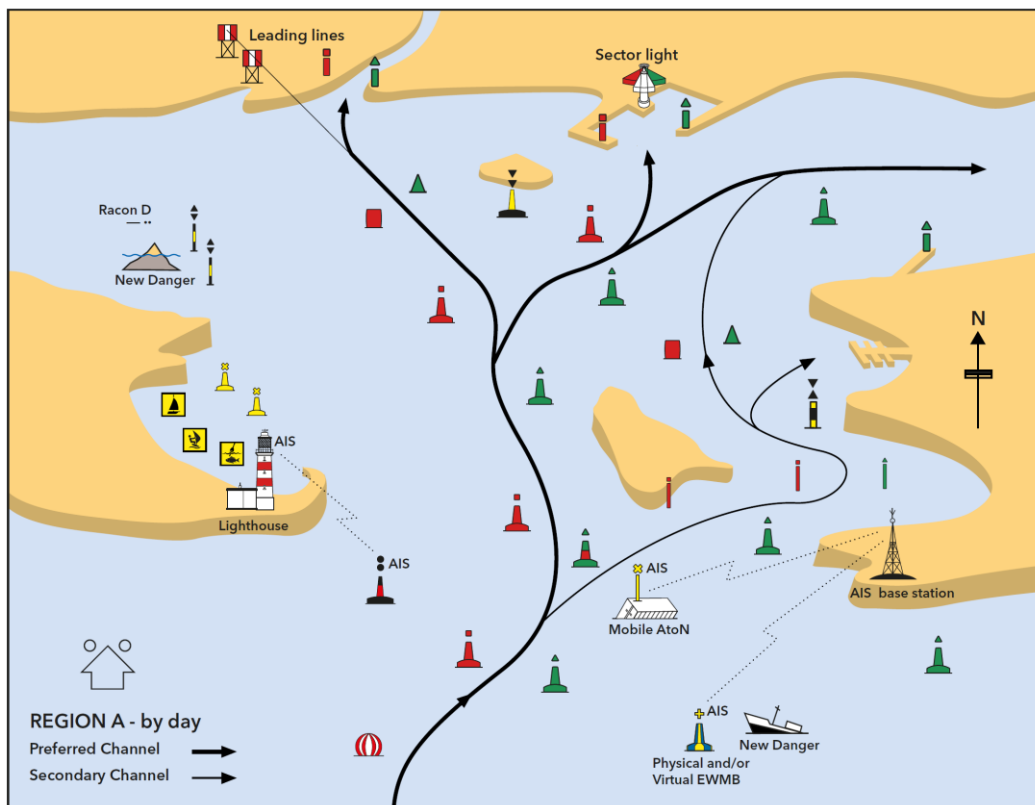 Leading lines
Sector light
Racon D
New Danger
N
AIS
Lighthouse
AIS
AIS
Mobile AtoN
AIS base station
AIS
New Danger
Physical and/or
Virtual EWMB
REGION A - by day
Preferred Channel
Secondary Channel